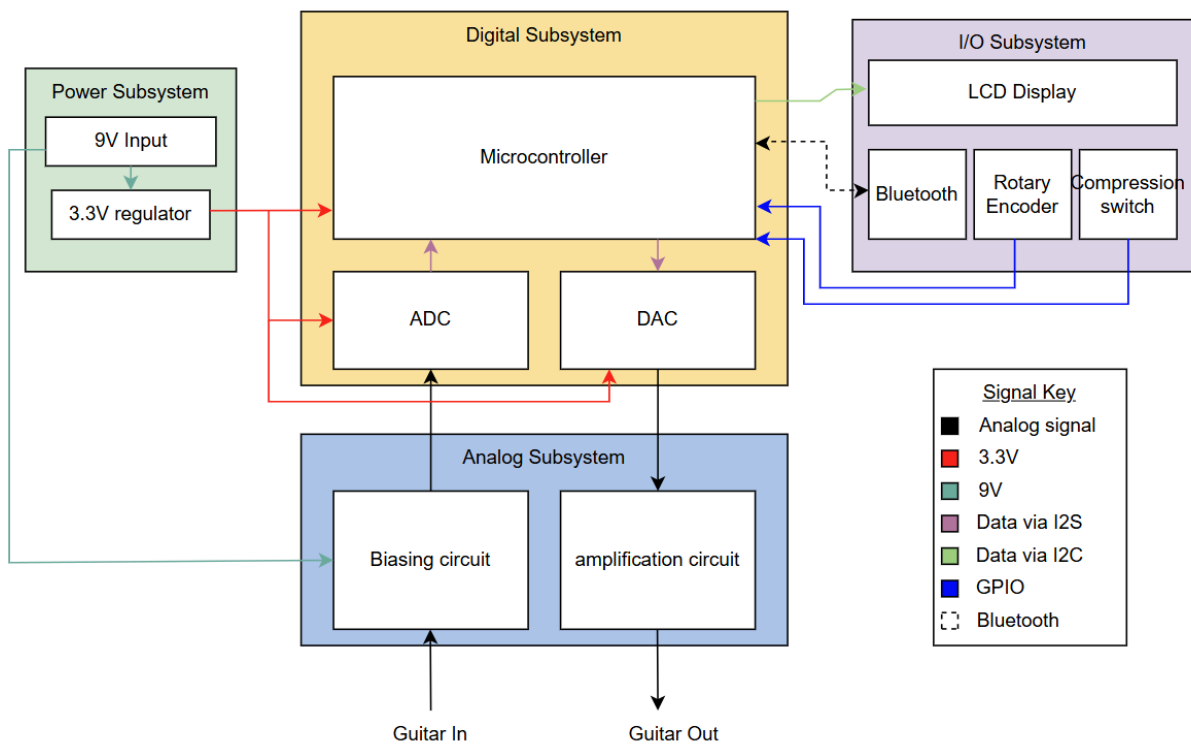 Digital Subsystem
I/O Subsystem
Power Subsystem
LCD Display
9V Input
Microcontroller
3.3V regulator
Bluetooth
Rotary
Encoder
Compression
switch
ADC
DAC
Signal Key
Analog signal
3.3V
9V
Data via I2S
Data via I2C
GPIO
Bluetooth
Analog Subsystem
Biasing circuit
amplification circuit
Guitar In
Guitar Out